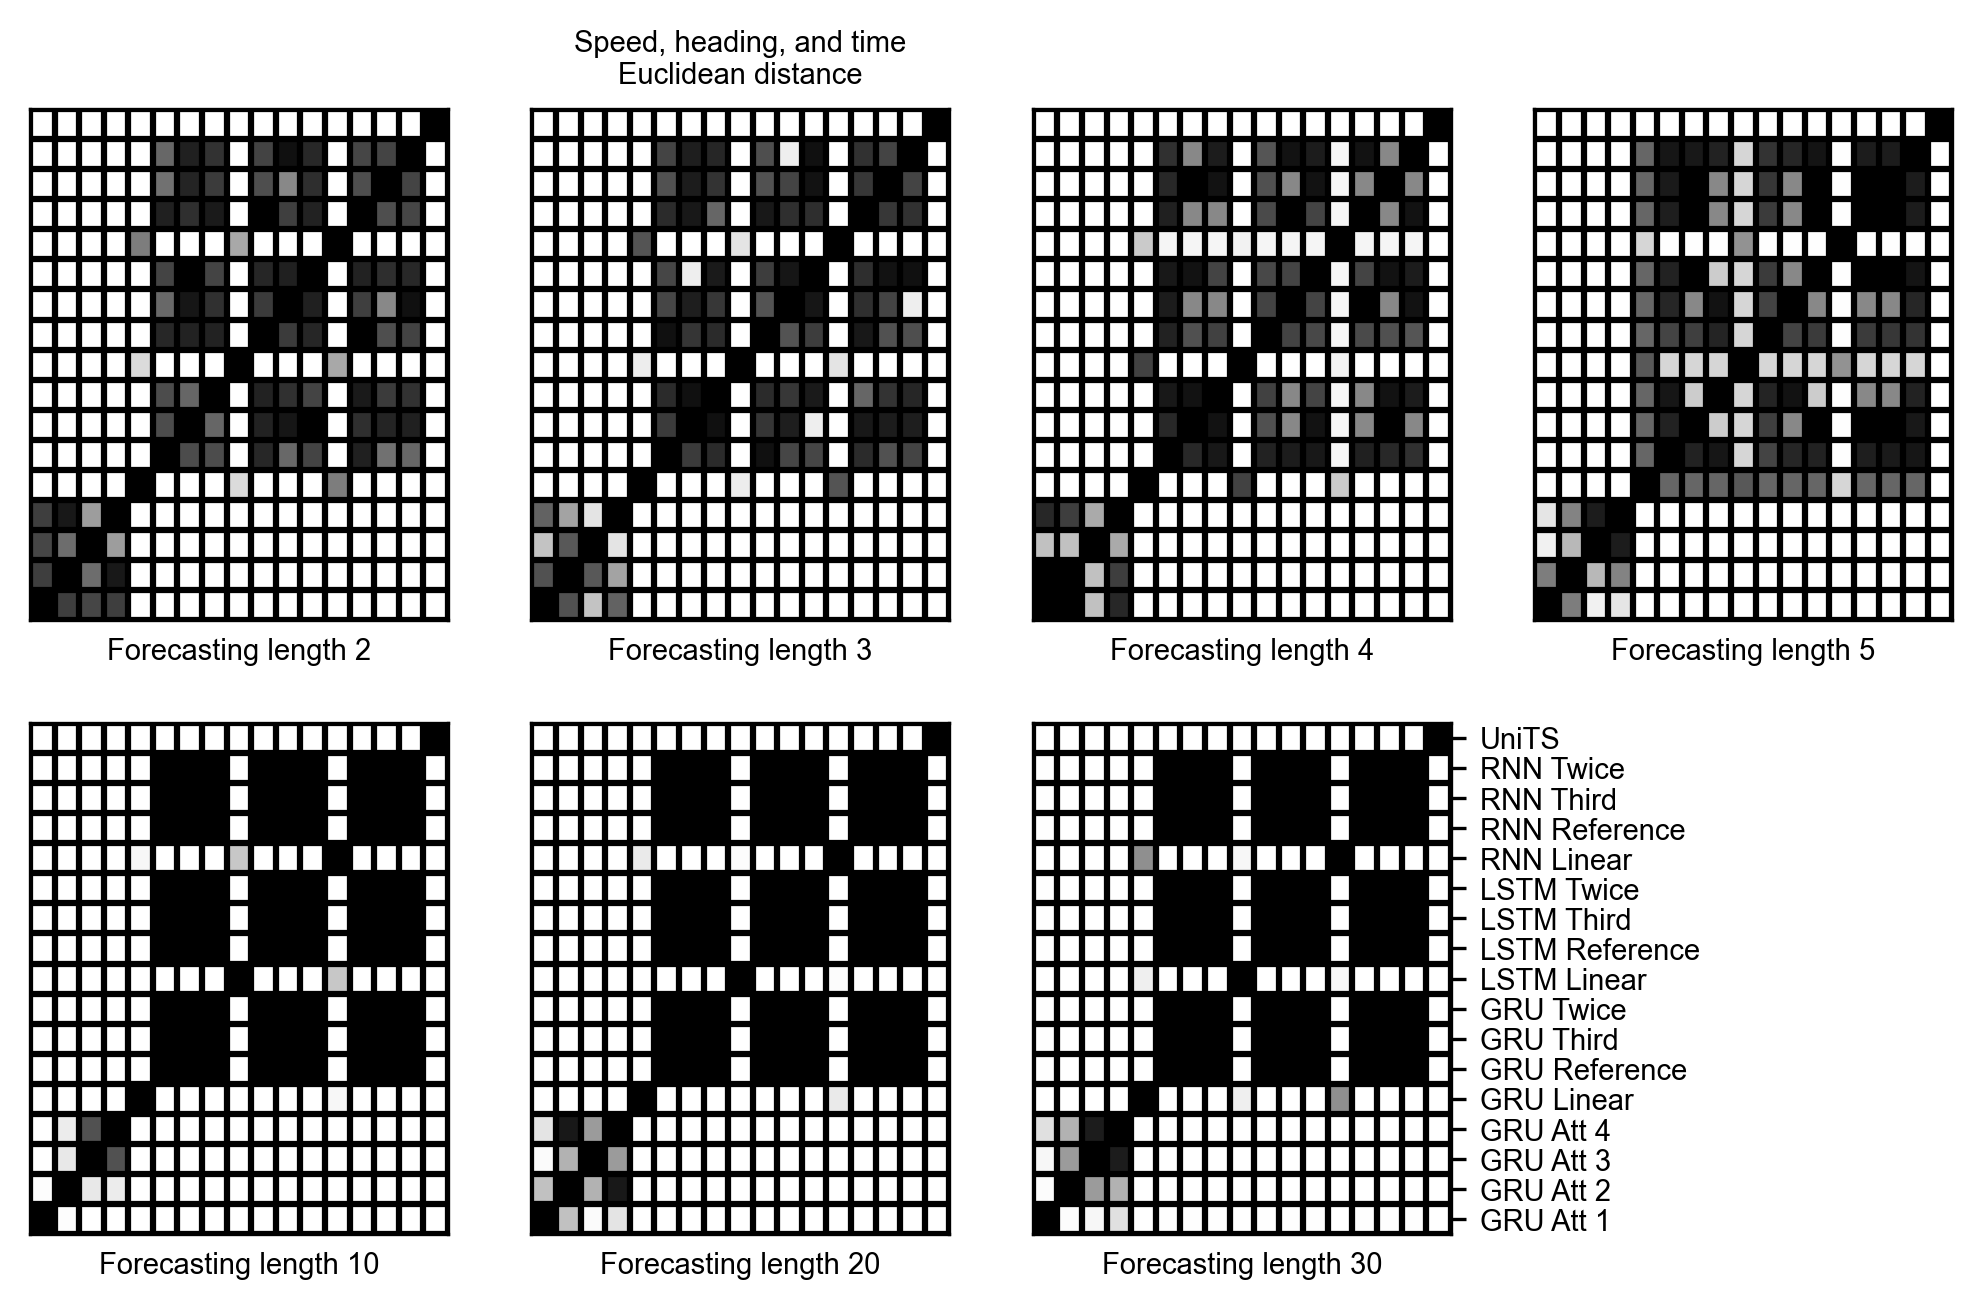 Speed, heading, and time
Euclidean distance
Forecasting length 2
Forecasting length 3
Forecasting length 4
Forecasting length 5
UniTS
RNN Twice
RNN Third
RNN Reference
RNN Linear
LSTM Twice
LSTM Third
LSTM Reference
LSTM Linear
GRU Twice
GRU Third
GRU Reference
GRU Linear
GRU Att 4
GRU Att 3
GRU Att 2
GRU Att 1
Forecasting length 10
Forecasting length 20
Forecasting length 30